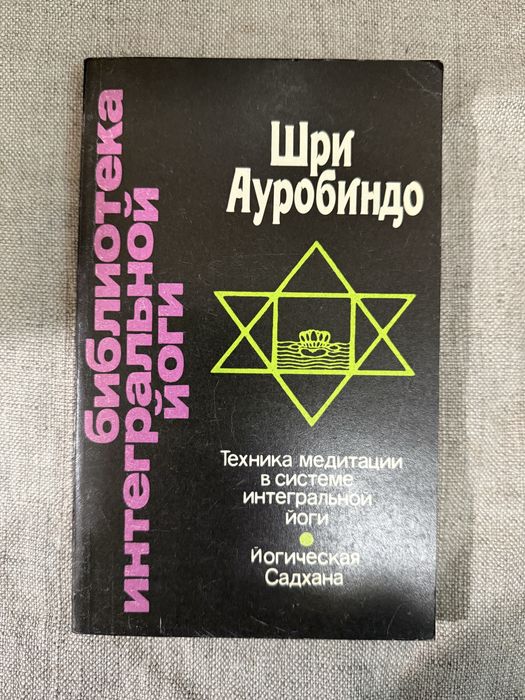 библиотека
интегральной
йоги
Шри
Ауробиндо
Техника медитации
в системе
интегральной
йоги
Йогическая
Садхана